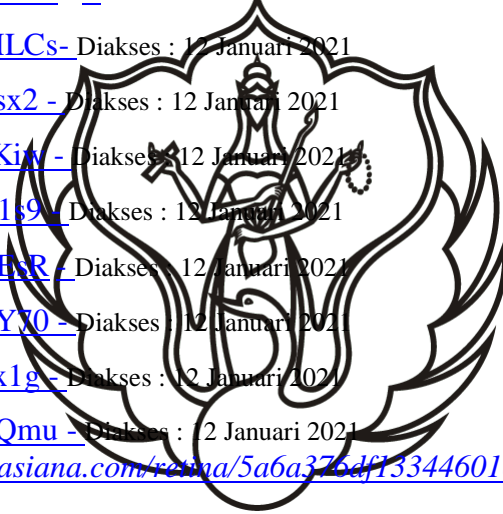 ILCs- Diakses : 12 Januari 2021
sx2 - Diakses : 12 Januari 2021
Kiw - Diakses : 12 Januari 2021
1s9 - Diakses : 12 Januari 2021
EsR - Diakses : 12 Januari 2021
Y70 - Diakses : 12 Januari 2021
x1g - Diakses : 12 Januari 2021
Qmu - Diakses : 12 Januari 2021
asiana.com/retina/5a6a376df13344601